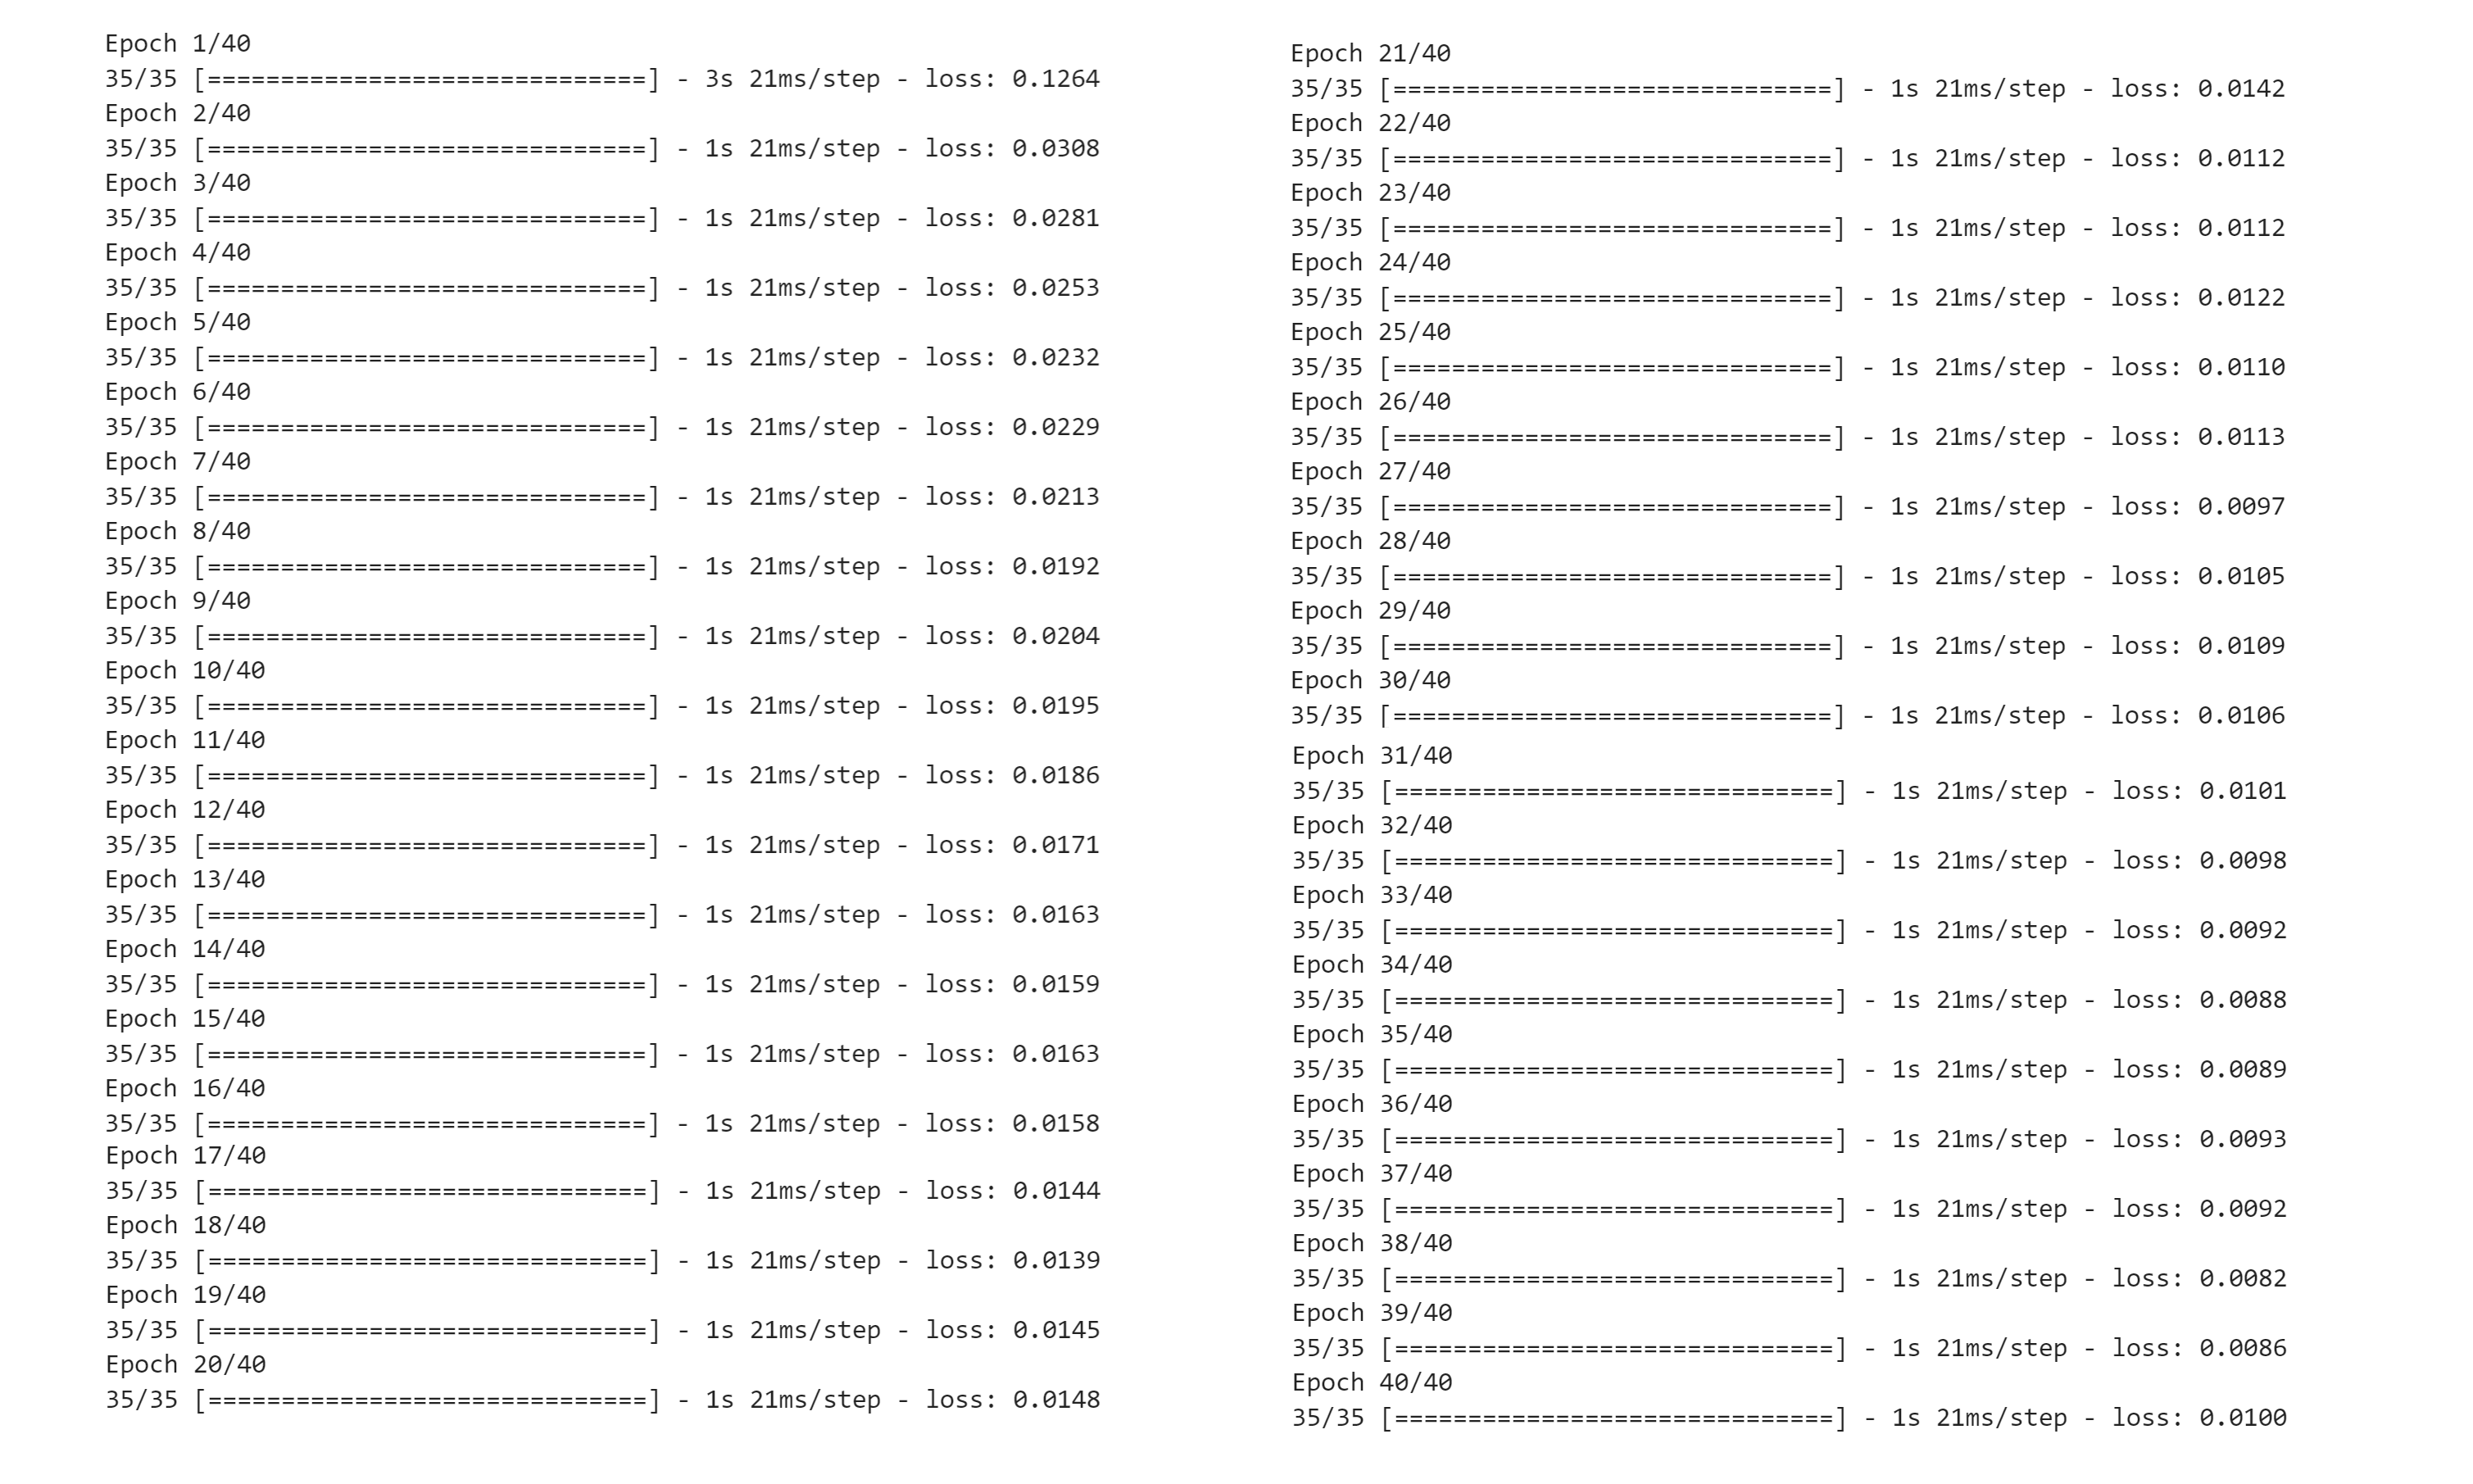 Epoch 1/40
35/35 [==============================] - 3s 21ms/step - loss: 0.1264
Epoch 2/40
35/35 [==============================] - 1s 21ms/step - loss: 0.0308
Epoch 3/40
35/35 [==============================] - 1s 21ms/step - loss: 0.0281
Epoch 4/40
35/35 [==============================] - 1s 21ms/step - loss: 0.0253
Epoch 5/40
35/35 [==============================] - 1s 21ms/step - loss: 0.0232
Epoch 6/40
35/35 [==============================] - 1s 21ms/step - loss: 0.0229
Epoch 7/40
35/35 [==============================] - 1s 21ms/step - loss: 0.0213
Epoch 8/40
35/35 [==============================] - 1s 21ms/step - loss: 0.0192
Epoch 9/40
35/35 [==============================] - 1s 21ms/step - loss: 0.0204
Epoch 10/40
35/35 [==============================] - 1s 21ms/step - loss: 0.0195
Epoch 11/40
35/35 [==============================] - 1s 21ms/step - loss: 0.0186
Epoch 12/40
35/35 [==============================] - 1s 21ms/step - loss: 0.0171
Epoch 13/40
35/35 [==============================] - 1s 21ms/step - loss: 0.0163
Epoch 14/40
35/35 [==============================] - 1s 21ms/step - loss: 0.0159
Epoch 15/40
35/35 [==============================] - 1s 21ms/step - loss: 0.0163
Epoch 16/40
35/35 [==============================] - 1s 21ms/step - loss: 0.0158
Epoch 17/40
35/35 [==============================] - 1s 21ms/step - loss: 0.0144
Epoch 18/40
35/35 [==============================] - 1s 21ms/step - loss: 0.0139
Epoch 19/40
35/35 [==============================] - 1s 21ms/step - loss: 0.0145
Epoch 20/40
35/35 [==============================] - 1s 21ms/step - loss: 0.0148
Epoch 21/40
35/35 [==============================] - 1s 21ms/step - loss: 0.0142
Epoch 22/40
35/35 [==============================] - 1s 21ms/step - loss: 0.0112
Epoch 23/40
35/35 [==============================] - 1s 21ms/step - loss: 0.0112
Epoch 24/40
35/35 [==============================] - 1s 21ms/step - loss: 0.0122
Epoch 25/40
35/35 [==============================] - 1s 21ms/step - loss: 0.0110
Epoch 26/40
35/35 [==============================] - 1s 21ms/step - loss: 0.0113
Epoch 27/40
35/35 [==============================] - 1s 21ms/step - loss: 0.0097
Epoch 28/40
35/35 [==============================] - 1s 21ms/step - loss: 0.0105
Epoch 29/40
35/35 [==============================] - 1s 21ms/step - loss: 0.0109
Epoch 30/40
35/35 [==============================] - 1s 21ms/step - loss: 0.0106
Epoch 31/40
35/35 [==============================] - 1s 21ms/step - loss: 0.0101
Epoch 32/40
35/35 [==============================] - 1s 21ms/step - loss: 0.0098
Epoch 33/40
35/35 [==============================] - 1s 21ms/step - loss: 0.0092
Epoch 34/40
35/35 [==============================] - 1s 21ms/step - loss: 0.0088
Epoch 35/40
35/35 [==============================] - 1s 21ms/step - loss: 0.0089
Epoch 36/40
35/35 [==============================] - 1s 21ms/step - loss: 0.0093
Epoch 37/40
35/35 [==============================] - 1s 21ms/step - loss: 0.0092
Epoch 38/40
35/35 [==============================] - 1s 21ms/step - loss: 0.0082
Epoch 39/40
35/35 [==============================] - 1s 21ms/step - loss: 0.0086
Epoch 40/40
35/35 [==============================] - 1s 21ms/step - loss: 0.0100